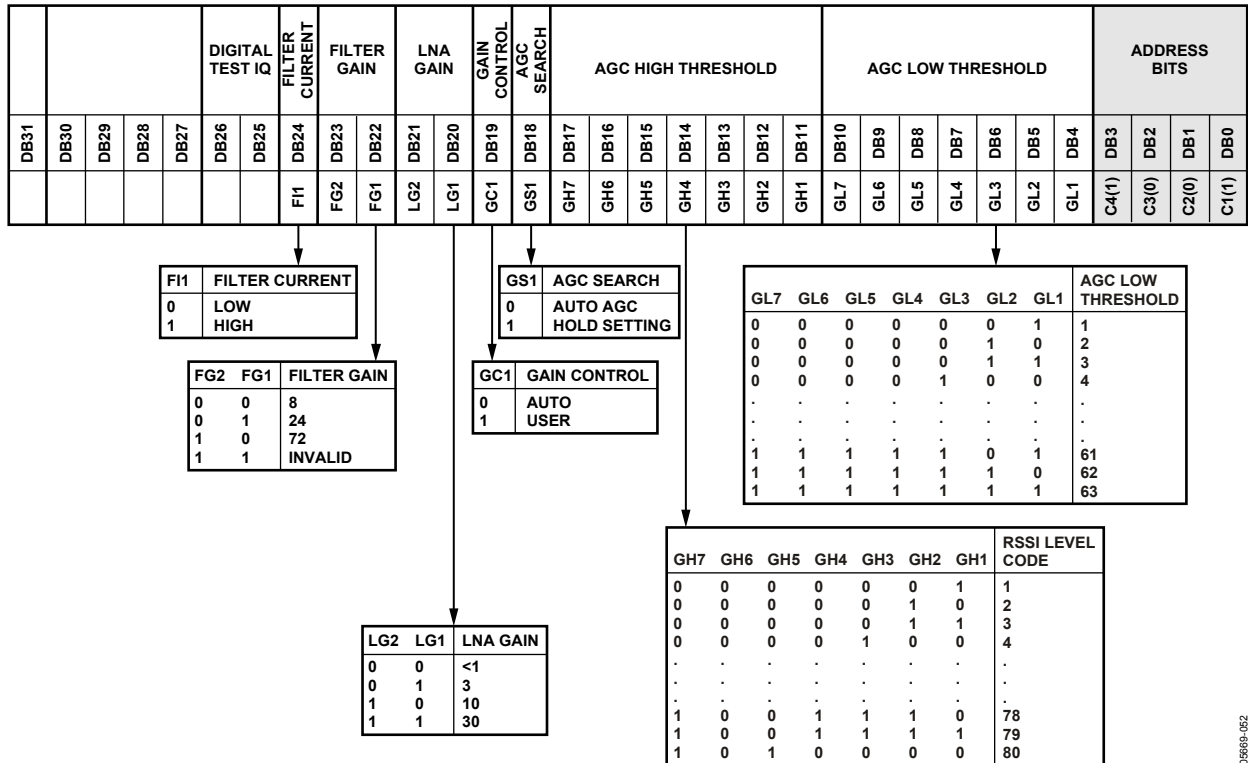 DIGITAL TEST IQ
FILTER CURRENT
FILTER GAIN
LNA GAIN
GAIN CONTROL
AGC SEARCH
AGC HIGH THRESHOLD
AGC LOW THRESHOLD
ADDRESS BITS
DB31 DB30 DB29 DB28 DB27 DB26 DB25 DB24 DB23 DB22 DB21 DB20 DB19 DB18 DB17 DB16 DB15 DB14 DB13 DB12 DB11 DB10 DB9 DB8 DB7 DB6 DB5 DB4 DB3 DB2 DB1 DB0
FI1 FG2 FG1 LG2 LG1 GC1 GS1 GH7 GH6 GH5 GH4 GH3 GH2 GH1 GL7 GL6 GL5 GL4 GL3 GL2 GL1 C4(1) C3(0) C2(0) C1(1)
FI1 FILTER CURRENT
0 LOW
1 HIGH
GS1 AGC SEARCH
0 AUTO AGC
1 HOLD SETTING
GL7 GL6 GL5 GL4 GL3 GL2 GL1 AGC LOW THRESHOLD
0 0 0 0 0 0 1 1
0 0 0 0 0 1 0 2
0 0 0 0 0 1 1 3
0 0 0 0 1 0 0 4
. . . . . . . .
. . . . . . . .
. . . . . . . .
1 1 1 1 1 0 1 61
1 1 1 1 1 1 0 62
1 1 1 1 1 1 1 63
FG2 FG1 FILTER GAIN
0 0 8
0 1 24
1 0 72
1 1 INVALID
GC1 GAIN CONTROL
0 AUTO
1 USER
GH7 GH6 GH5 GH4 GH3 GH2 GH1 RSSI LEVEL CODE
0 0 0 0 0 0 1 1
0 0 0 0 0 1 0 2
0 0 0 0 0 1 1 3
0 0 0 0 1 0 0 4
. . . . . . . .
. . . . . . . .
. . . . . . . .
1 0 0 1 1 1 0 78
1 0 0 1 1 1 1 79
1 0 1 0 0 0 0 80
LG2 LG1 LNA GAIN
0 0 <1
0 1 3
1 0 10
1 1 30
05669-052